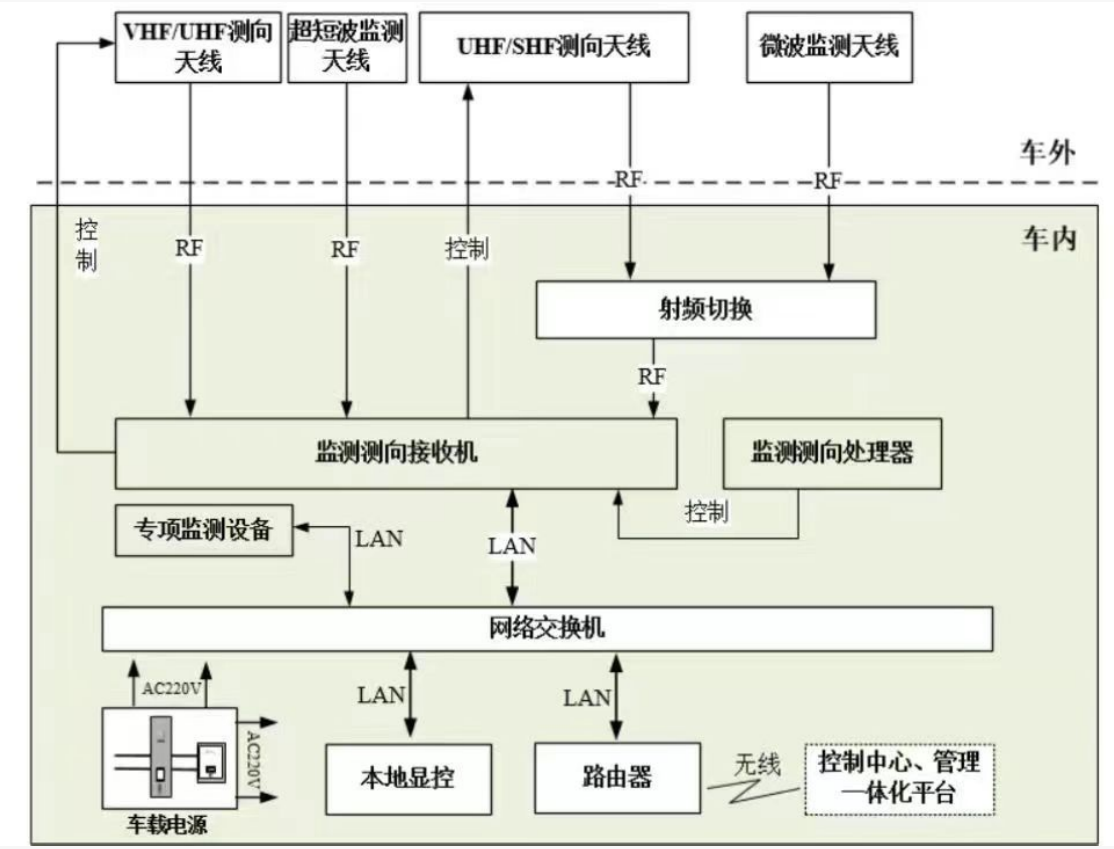 VHF/UHF测向
天线
超短波监测
天线
UHF/SHF测向天线
微波监测天线
车外
RF
RF
车内
控
制
RF
RF
控制
射频切换
RF
监测测向接收机
监测测向处理器
控制
专项监测设备
LAN
LAN
网络交换机
AC220V
LAN
LAN
AC220V
本地显控
路由器
无线
控制中心、管理
一体化平台
车载电源